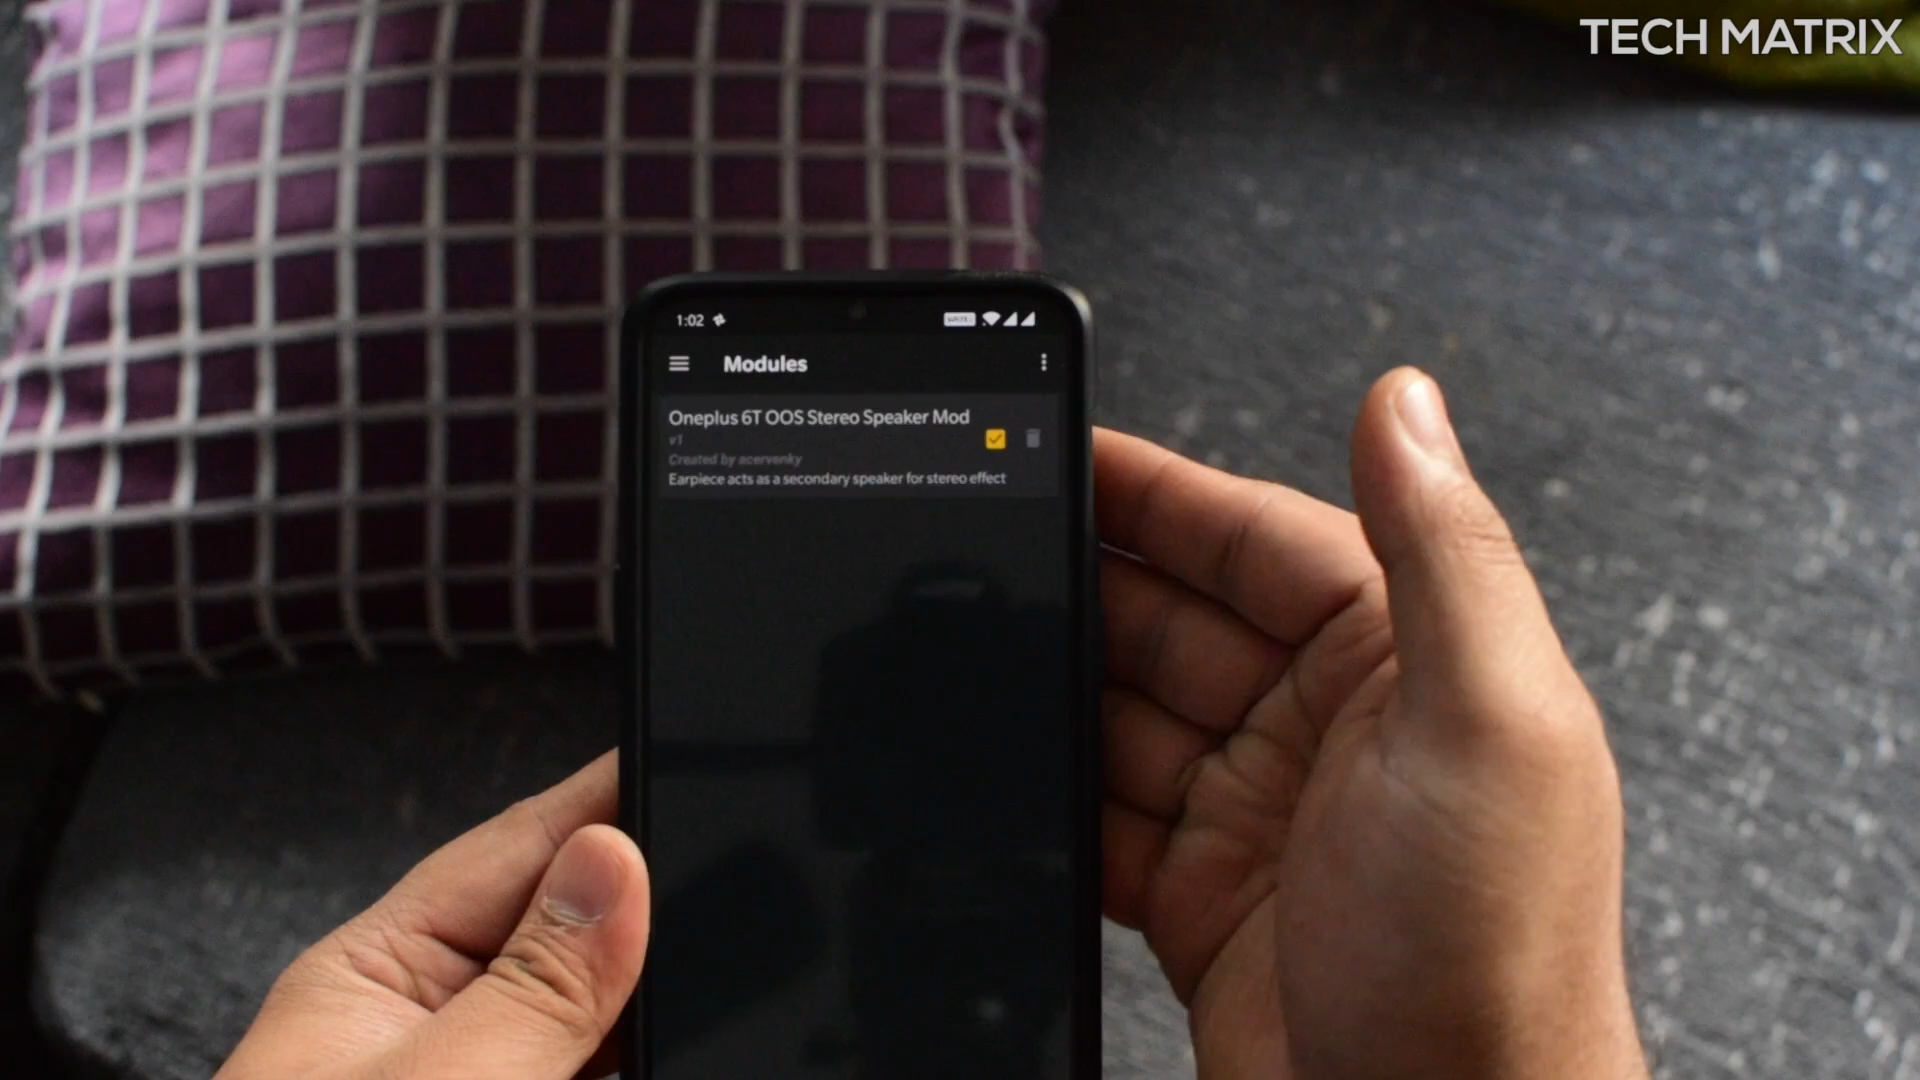 TECH MATRIX
1:02
Modules
Oneplus 6T OOS Stereo Speaker Mod
v1
Created by acervenky
Earpiece acts as a secondary speaker for stereo effect